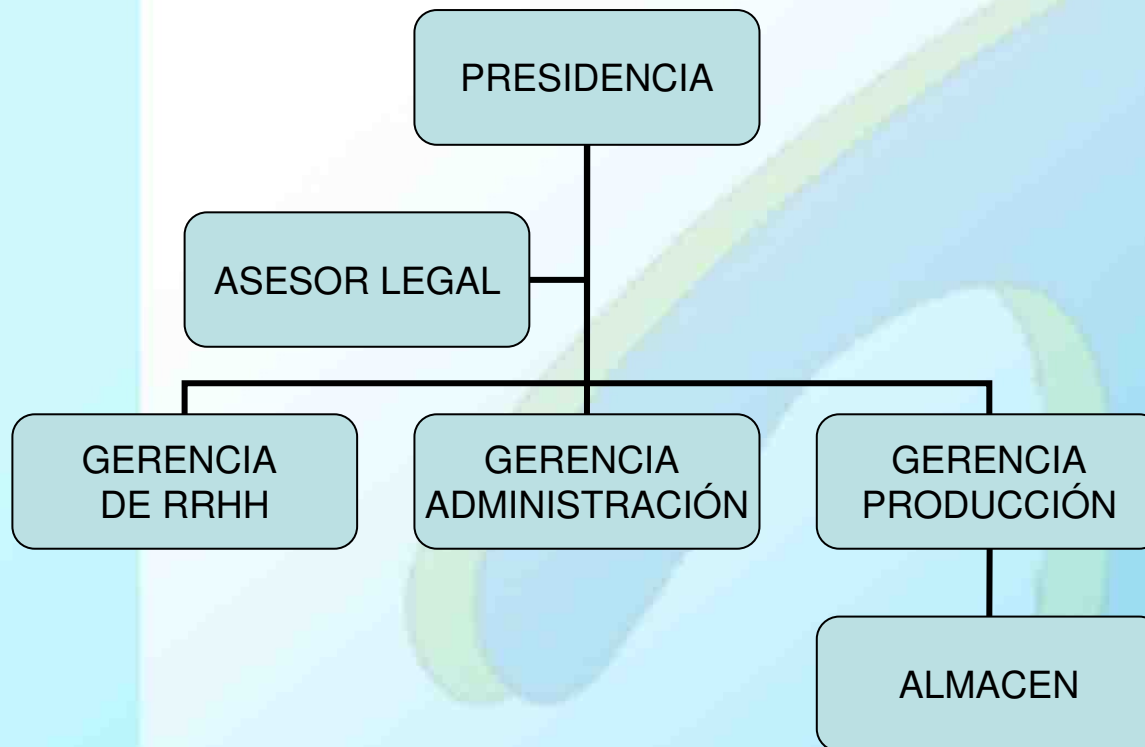 PRESIDENCIA
ASESOR LEGAL
GERENCIA
DE RRHH
GERENCIA
ADMINISTRACIÓN
GERENCIA
PRODUCCIÓN
ALMACEN